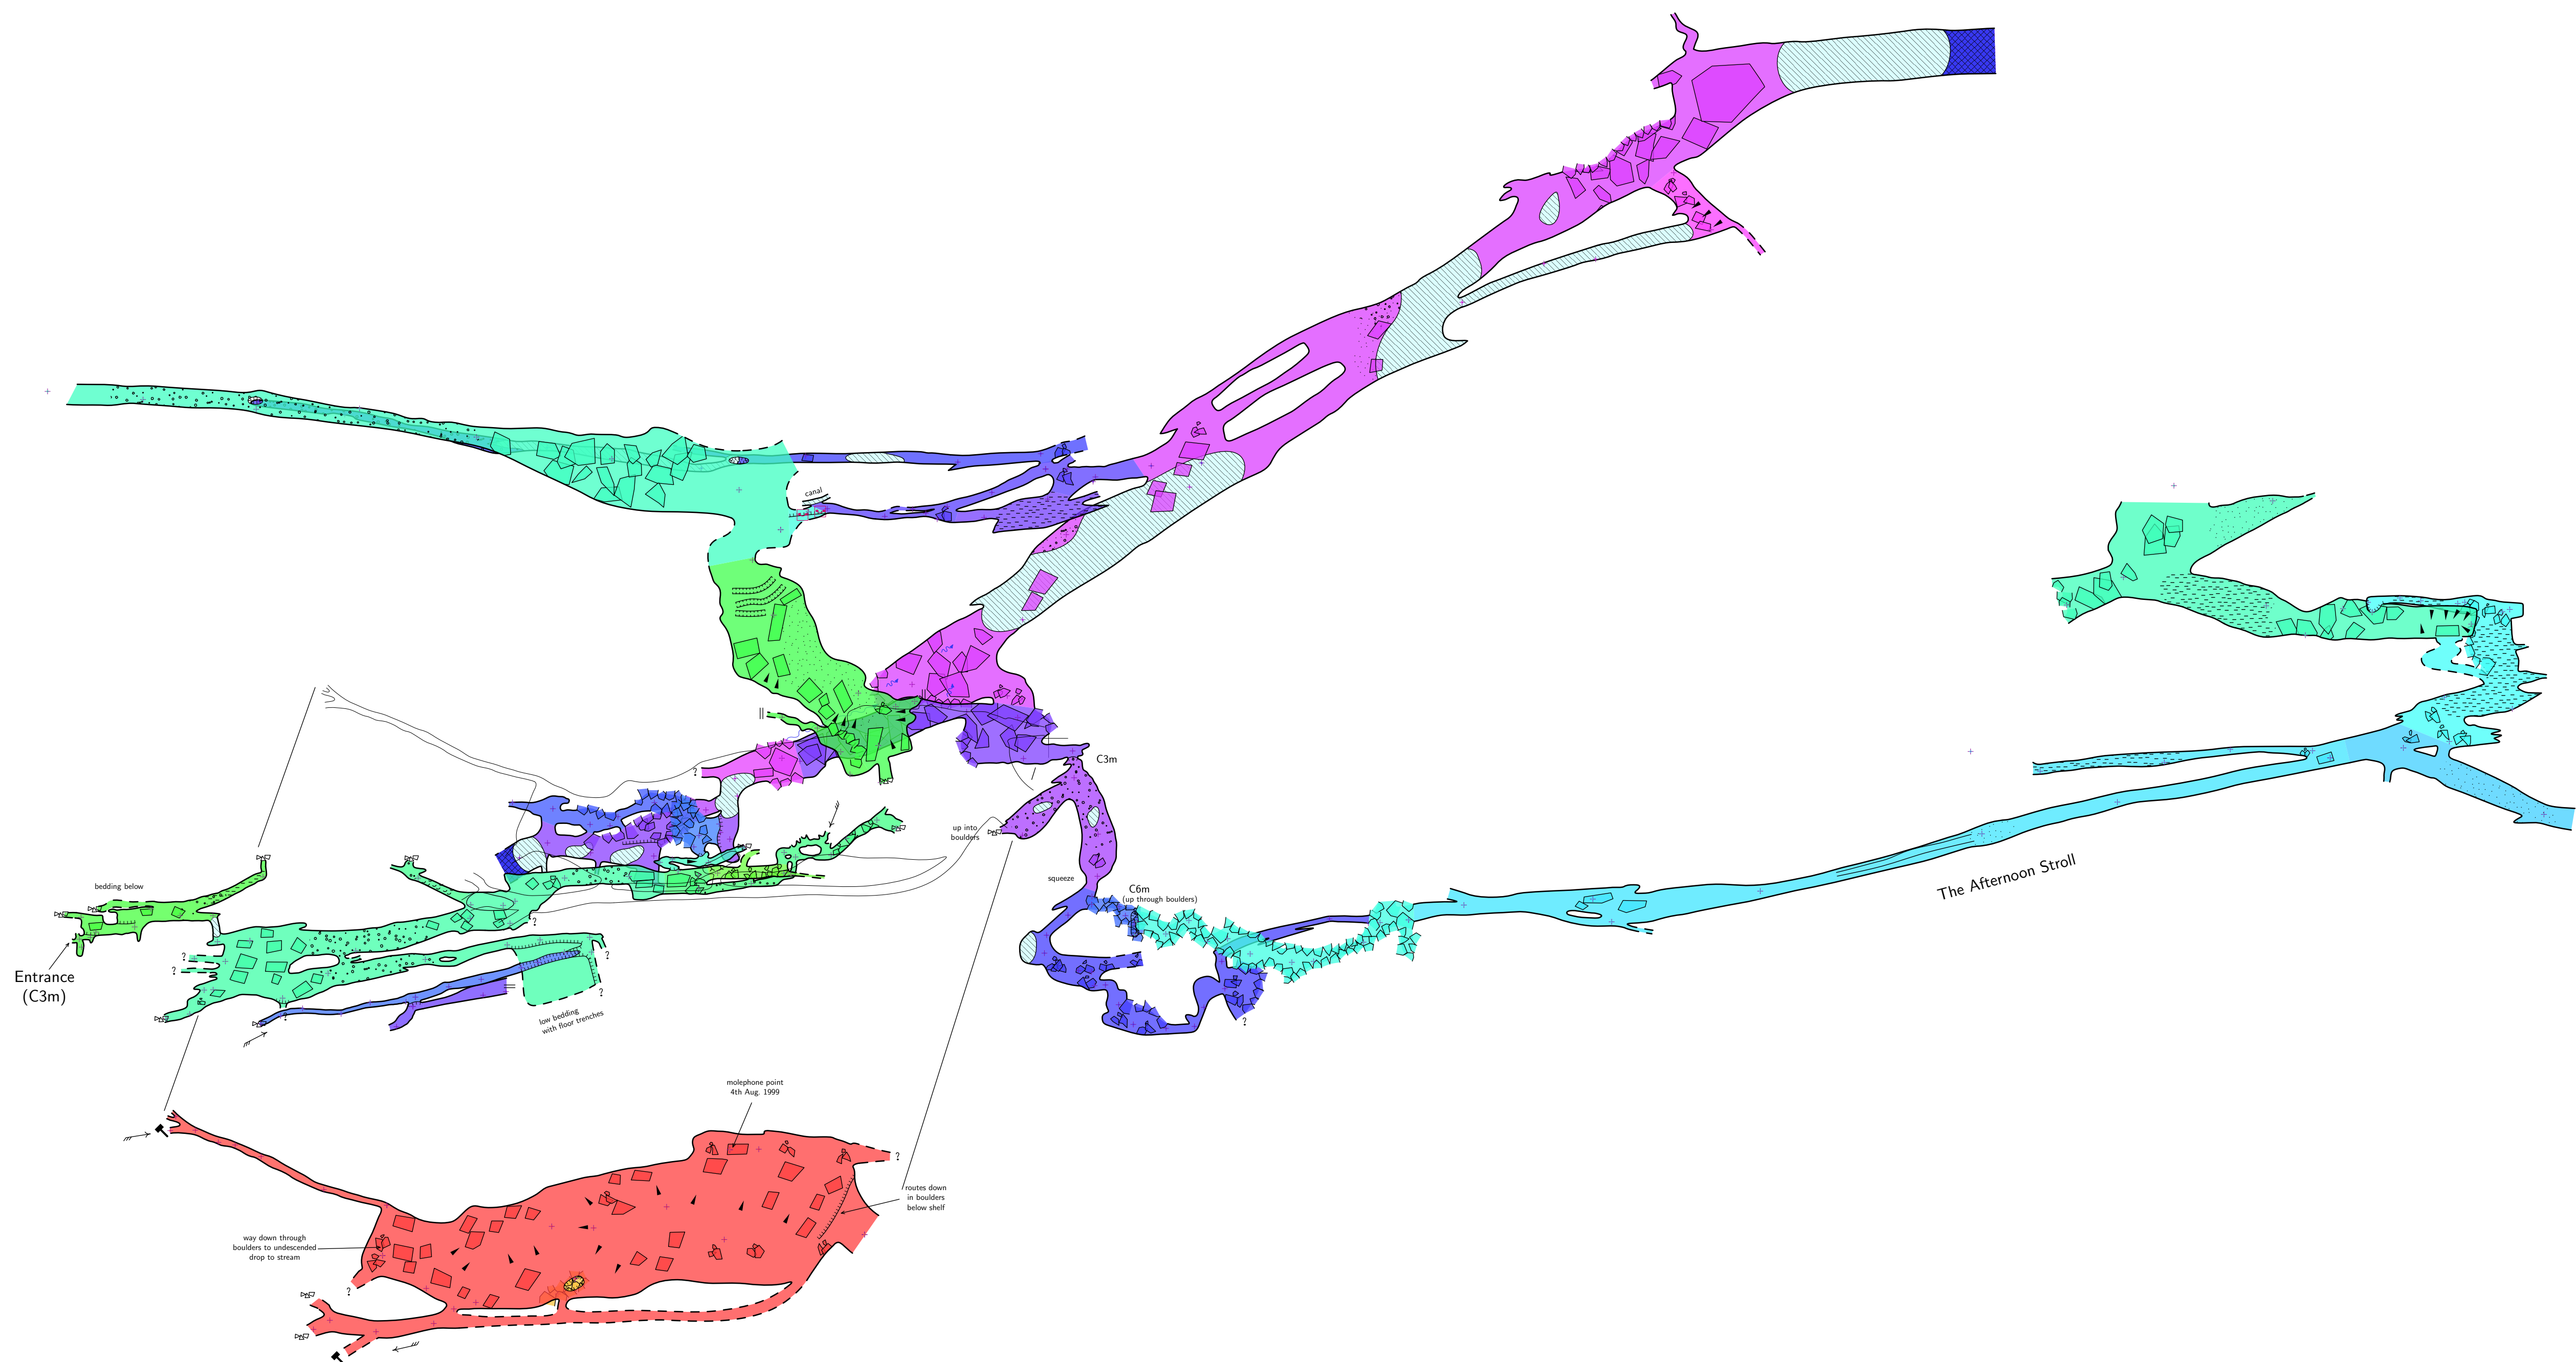 canal
C3m
up into
boulders
squeeze
C6m
(up through boulders)
The Afternoon Stroll
bedding below
Entrance
(C3m)
?
?
?
?
?
?
?
?
low bedding
with floor trenches
molephone point
4th Aug. 1999
?
routes down
in boulders
below shelf
way down through
boulders to undescended
drop to stream
?